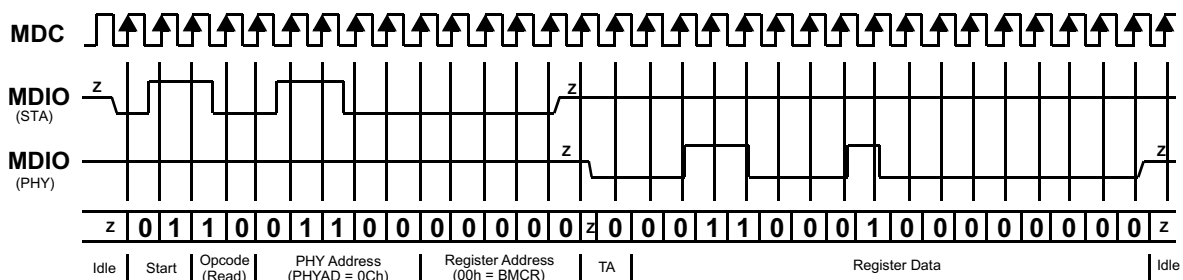 MDC
z z
MDIO
(STA)
MDIO z z
(PHY)
z 0 1 1 0 0 1 1 0 0 0 0 0 0 0 z 0 0 0 1 1 0 0 0 1 0 0 0 0 0 0 0 0 z
Idle Start Opcode PHY Address Register Address TA Register Data Idle
(Read) (PHYAD = 0Ch) (00h = BMCR)